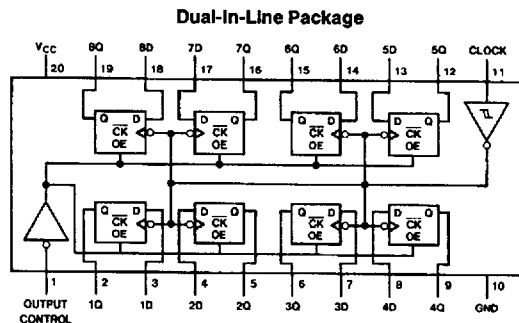 Dual-In-Line Package
VCC 8Q 8D 7D 7Q 6Q 6D 5D 5Q CLOCK
20 19 18 17 16 15 14 13 12 11
Q D D Q Q D D Q
CK CK CK CK
OE OE OE OE
Q D D Q Q D D Q
CK CK CK CK
OE OE OE OE
1 2 3 4 5 6 7 8 9 10
OUTPUT CONTROL 1Q 1D 2D 2Q 3Q 3D 4D 4Q GND